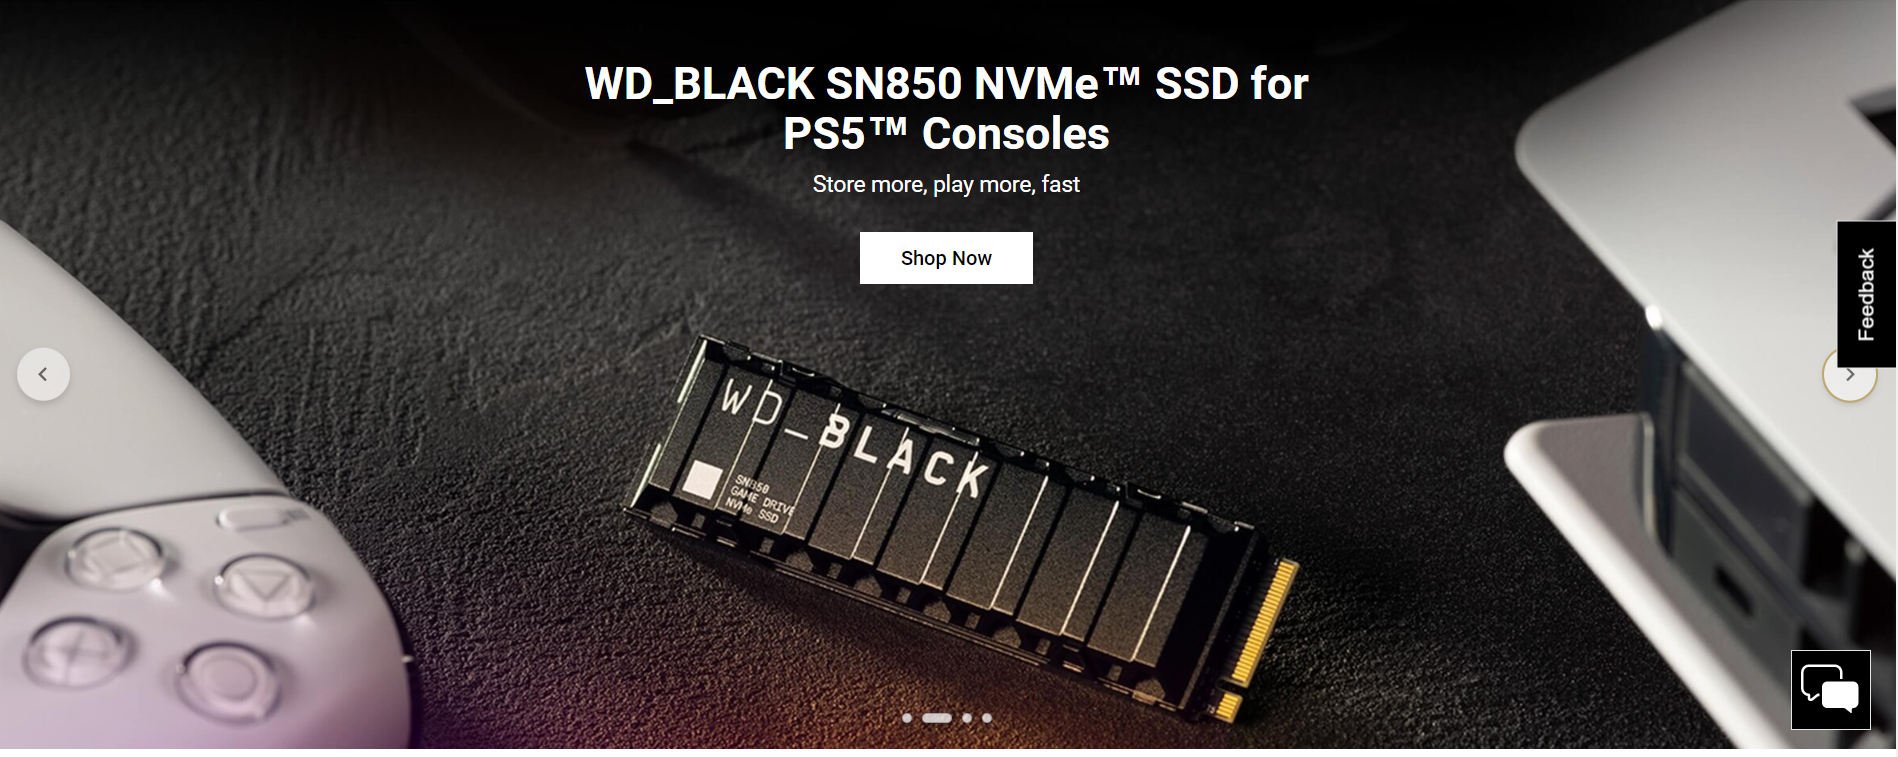 WD_BLACK SN850 NVMe™ SSD for
PS5™ Consoles
Store more, play more, fast
Shop Now
Feedback
WD_BLACK
SN850
GAME DRIVE
NVMe SSD